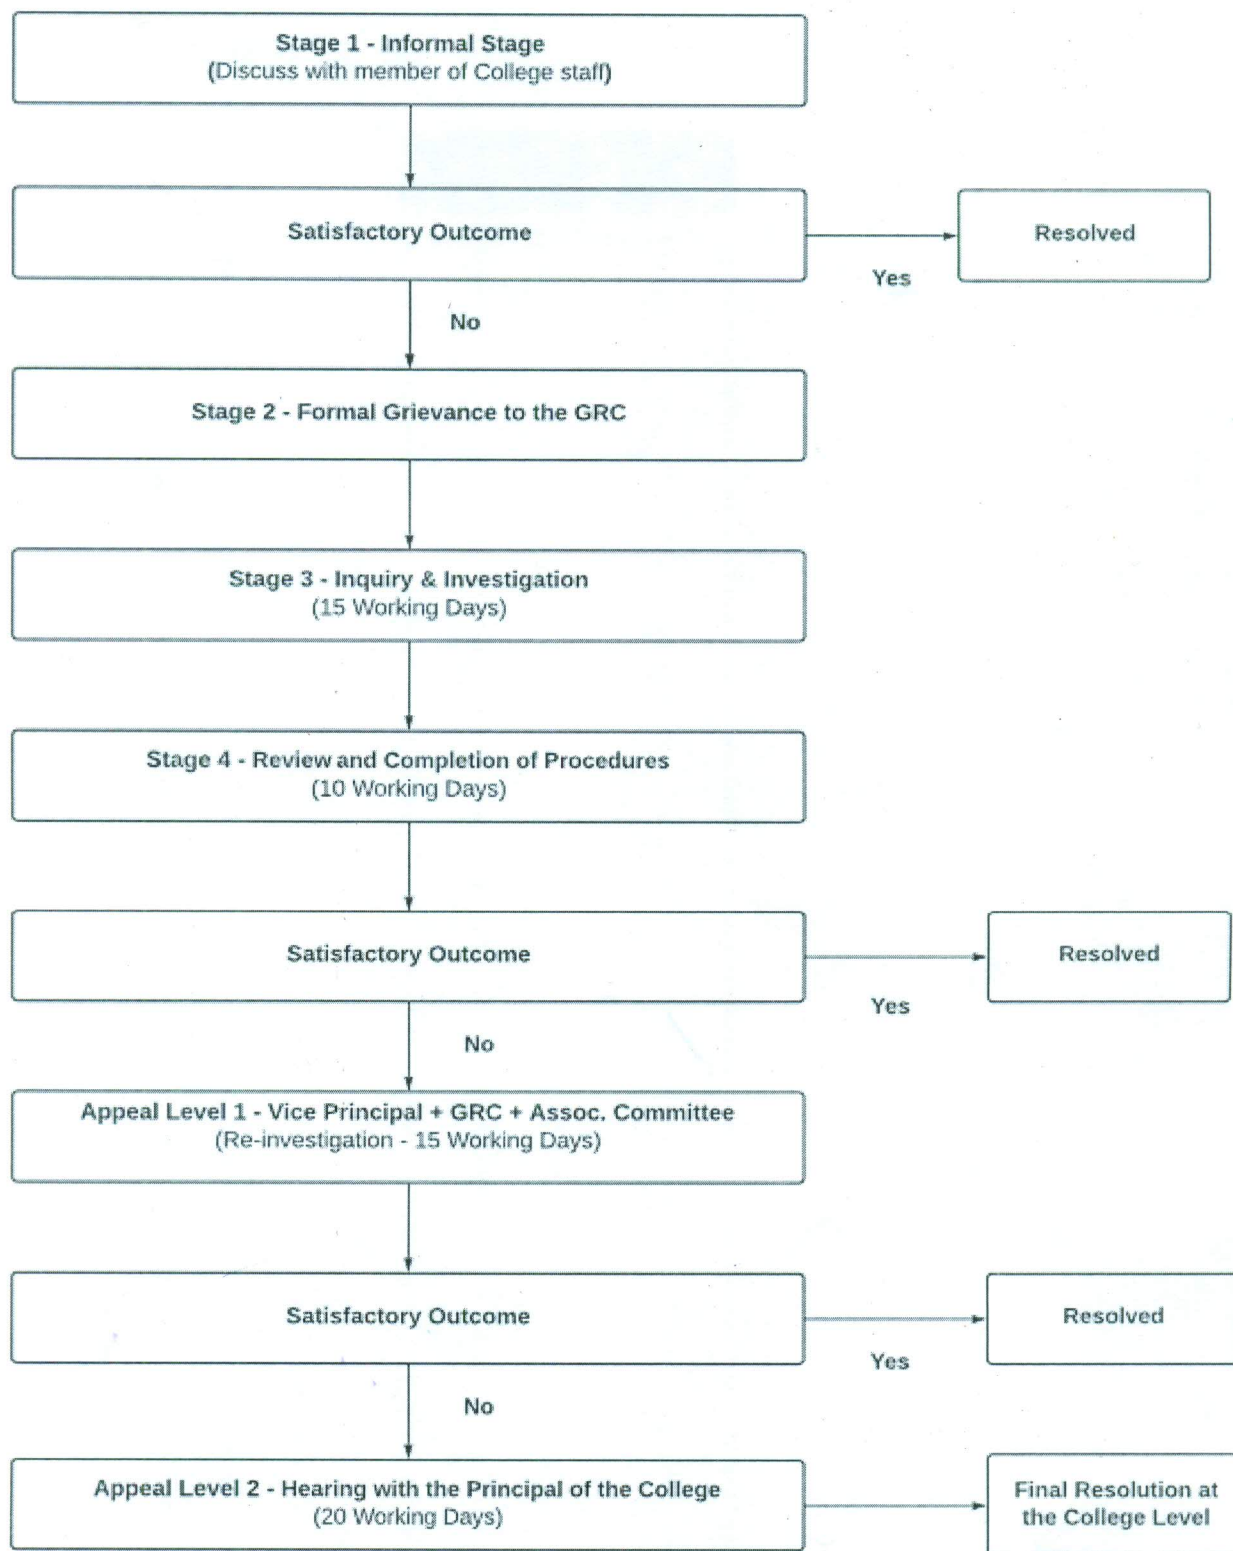 Stage 1 - Informal Stage
(Discuss with member of College staff)
Satisfactory Outcome
Resolved
Yes
No
Stage 2 - Formal Grievance to the GRC
Stage 3 - Inquiry & Investigation
(15 Working Days)
Stage 4 - Review and Completion of Procedures
(10 Working Days)
Satisfactory Outcome
Resolved
Yes
No
Appeal Level 1 - Vice Principal + GRC + Assoc. Committee
(Re-investigation - 15 Working Days)
Satisfactory Outcome
Resolved
Yes
No
Appeal Level 2 - Hearing with the Principal of the College
(20 Working Days)
Final Resolution at
the College Level